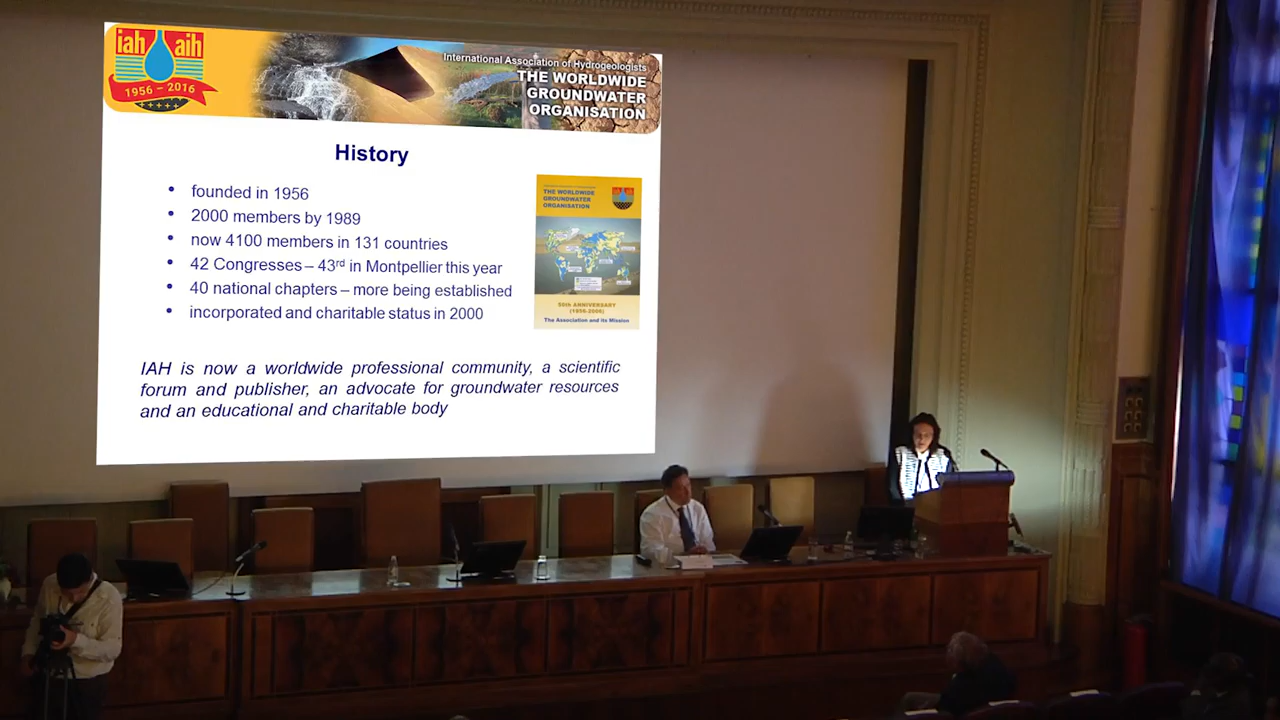 iah aih
1956 – 2016
International Association of Hydrogeologists
THE WORLDWIDE
GROUNDWATER
ORGANISATION
History
• founded in 1956
• 2000 members by 1989
• now 4100 members in 131 countries
• 42 Congresses – 43rd in Montpellier this year
• 40 national chapters – more being established
• incorporated and charitable status in 2000
THE WORLDWIDE
GROUNDWATER
ORGANISATION
50th ANNIVERSARY
(1956-2006)
The Association and its Mission
IAH is now a worldwide professional community, a scientific
forum and publisher, an advocate for groundwater resources
and an educational and charitable body